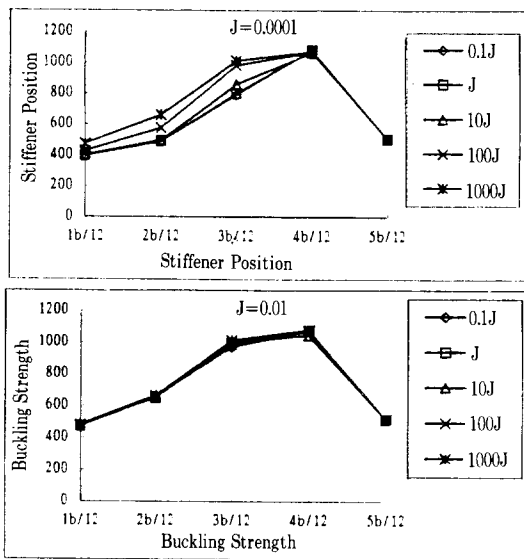 J=0.0001
Stiffener Position
1200
1000
800
600
400
200
0
1b/12
2b/12
3b/12
4b/12
5b/12
Stiffener Position
0.1J
J
10J
100J
1000J
J=0.01
Buckling Strength
1200
1000
800
600
400
200
0
1b/12
2b/12
3b/12
4b/12
5b/12
Buckling Strength
0.1J
J
10J
100J
1000J